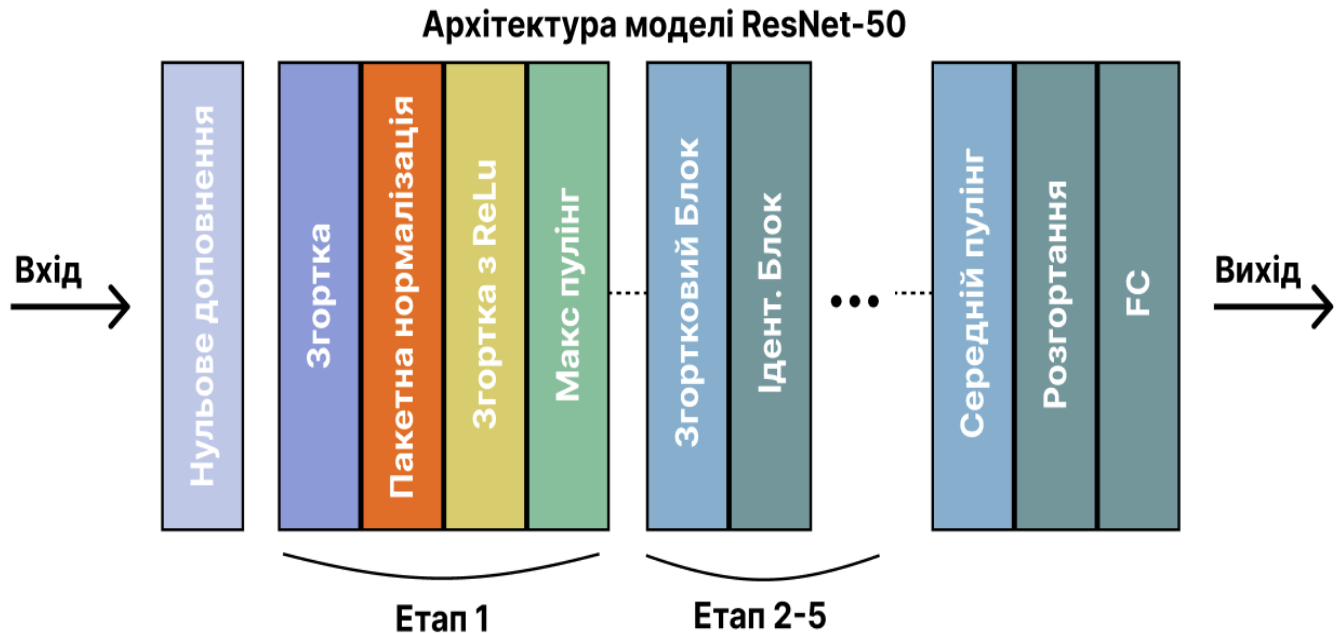 Архітектура моделі ResNet-50
Вхід
Нульове доповнення
Згортка
Пакетна нормалізація
Згортка з ReLu
Макс пулінг
Згортковий Блок
Ідент. Блок
...
Середній пулінг
Розгортання
FC
Вихід
Етап 1
Етап 2-5